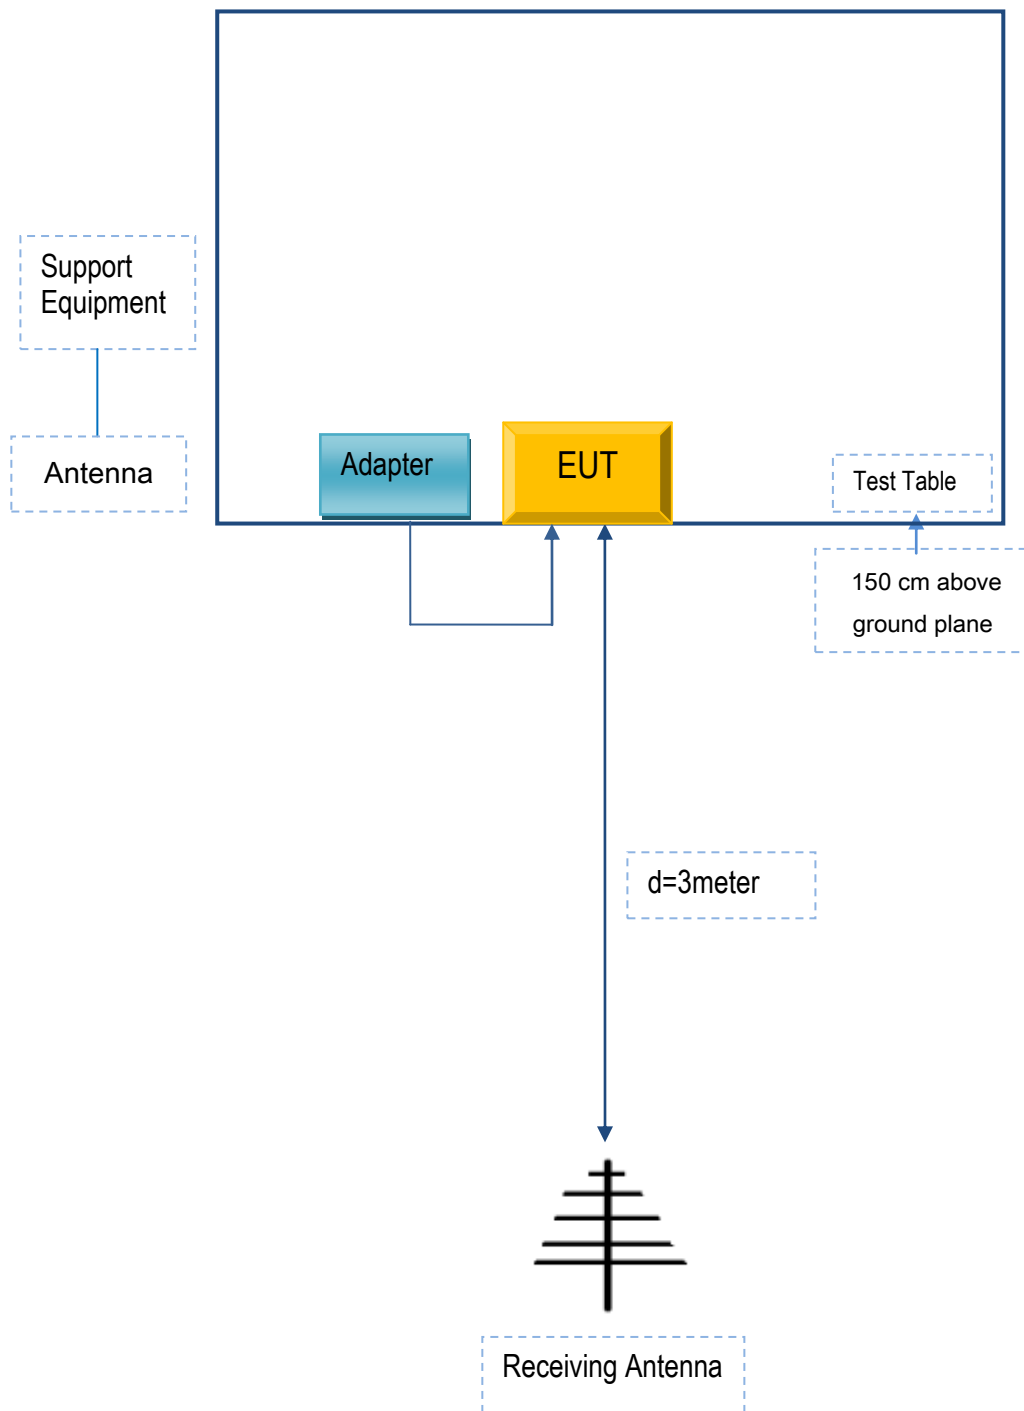 Support
Equipment
Antenna
Adapter
EUT
Test Table
150 cm above
ground plane
d=3meter
Receiving Antenna